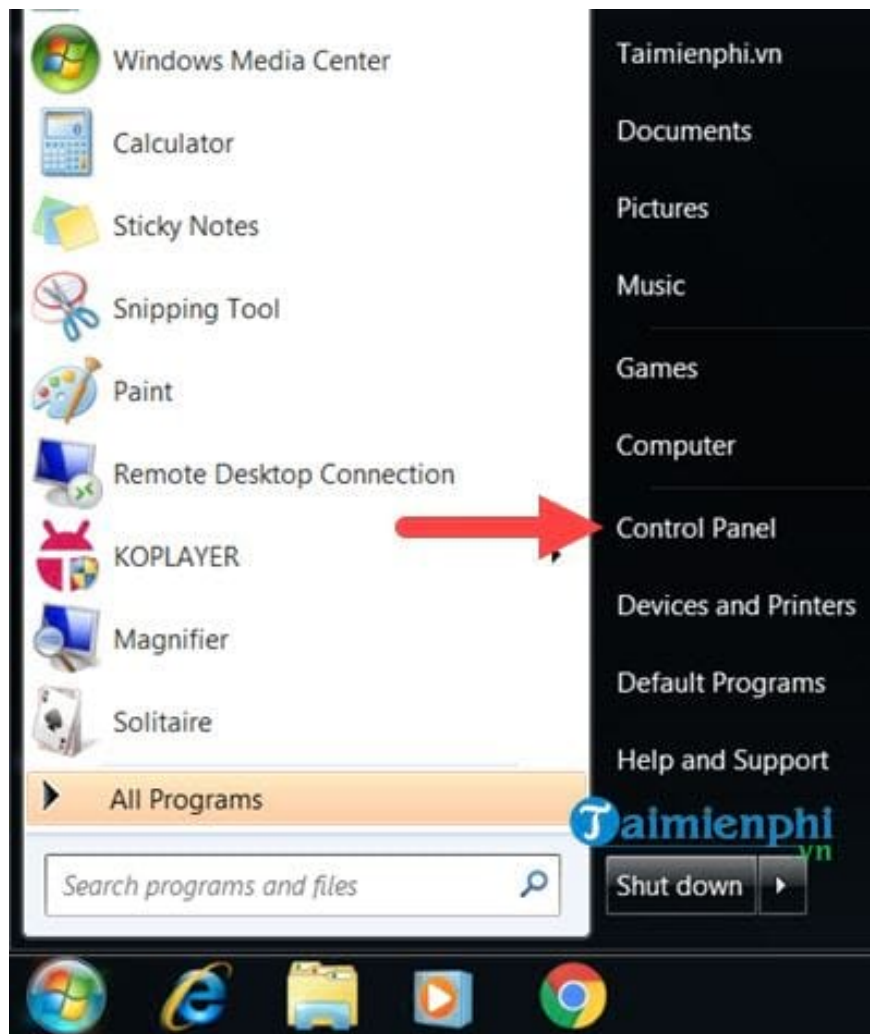 Windows Media Center
Calculator
Sticky Notes
Snipping Tool
Paint
Remote Desktop Connection
KOPLAYER
Magnifier
Solitaire
All Programs
Search programs and files
Taimienphi.vn
Documents
Pictures
Music
Games
Computer
Control Panel
Devices and Printers
Default Programs
Help and Support
Taimienphi
.vn
Shut down